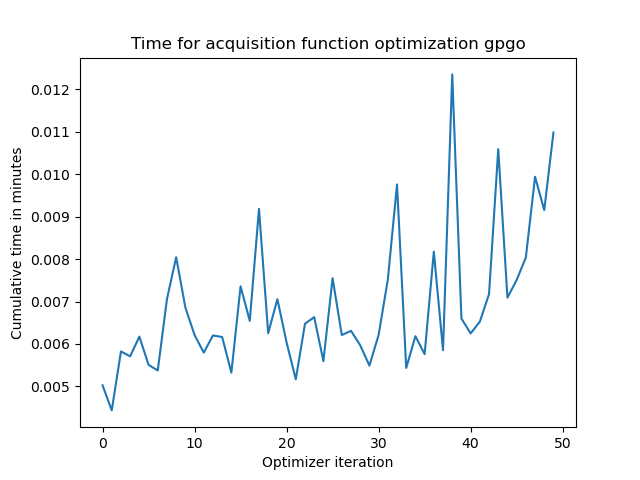 Time for acquisition function optimization gpgo
Cumulative time in minutes
0.012
0.011
0.010
0.009
0.008
0.007
0.006
0.005
0 10 20 30 40 50
Optimizer iteration